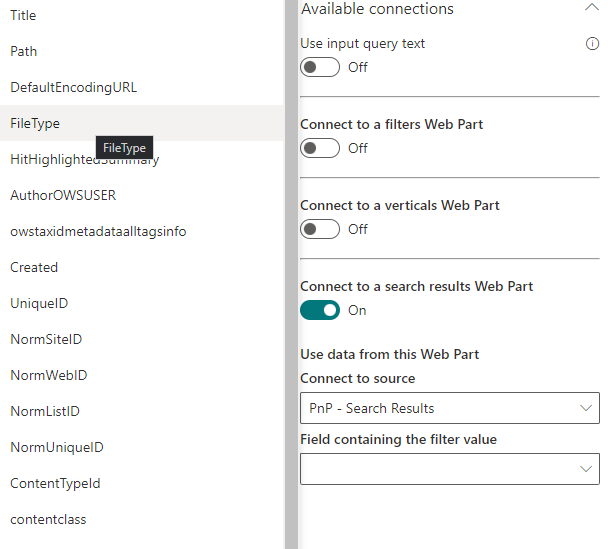 Title
Path
DefaultEncodingURL
FileType
FileType
HitHighlightedSummary
AuthorOWSUSER
owstaxidmetadataalltagsinfo
Created
UniqueID
NormSiteID
NormWebID
NormListID
NormUniqueID
ContentTypeId
contentclass
Available connections
Use input query text
Off
Connect to a filters Web Part
Off
Connect to a verticals Web Part
Off
Connect to a search results Web Part
On
Use data from this Web Part
Connect to source
PnP - Search Results
Field containing the filter value